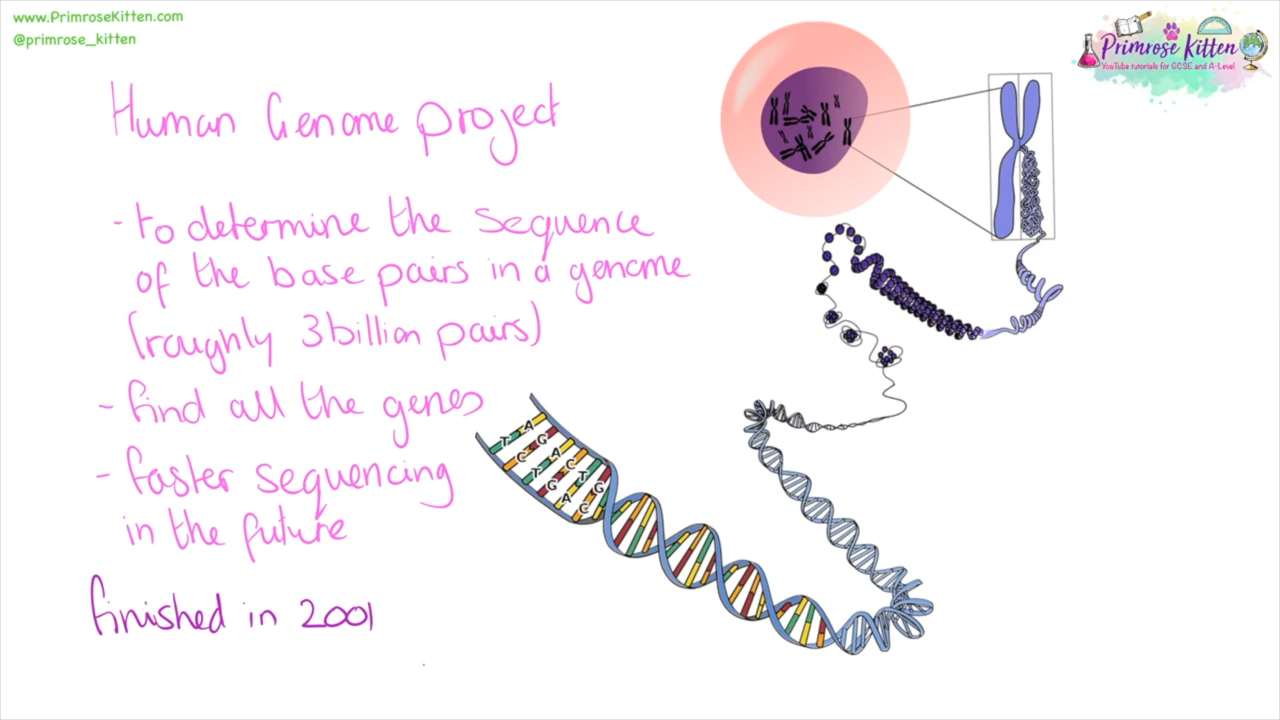 www.PrimroseKitten.com
@primrose_kitten
Primrose Kitten
YouTube tutorials for GCSE and A-Level
Human Genome project
- to determine the sequence
of the base pairs in a genome
(roughly 3 billion pairs)
- find all the genes
- faster sequencing
in the future
finished in 2001
A
T
G
C
A
T
C
G
T
A
G
C